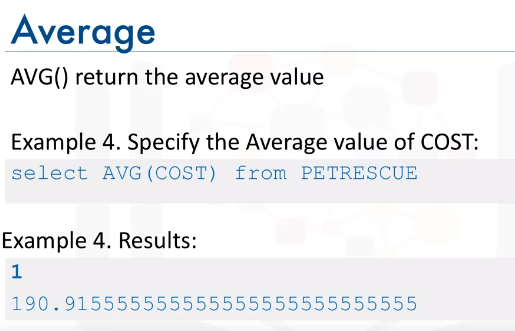 Average
AVG() return the average value
Example 4. Specify the Average value of COST:
select AVG(COST) from PETRESCUE
Example 4. Results:
1
190.9155555555555555555555555